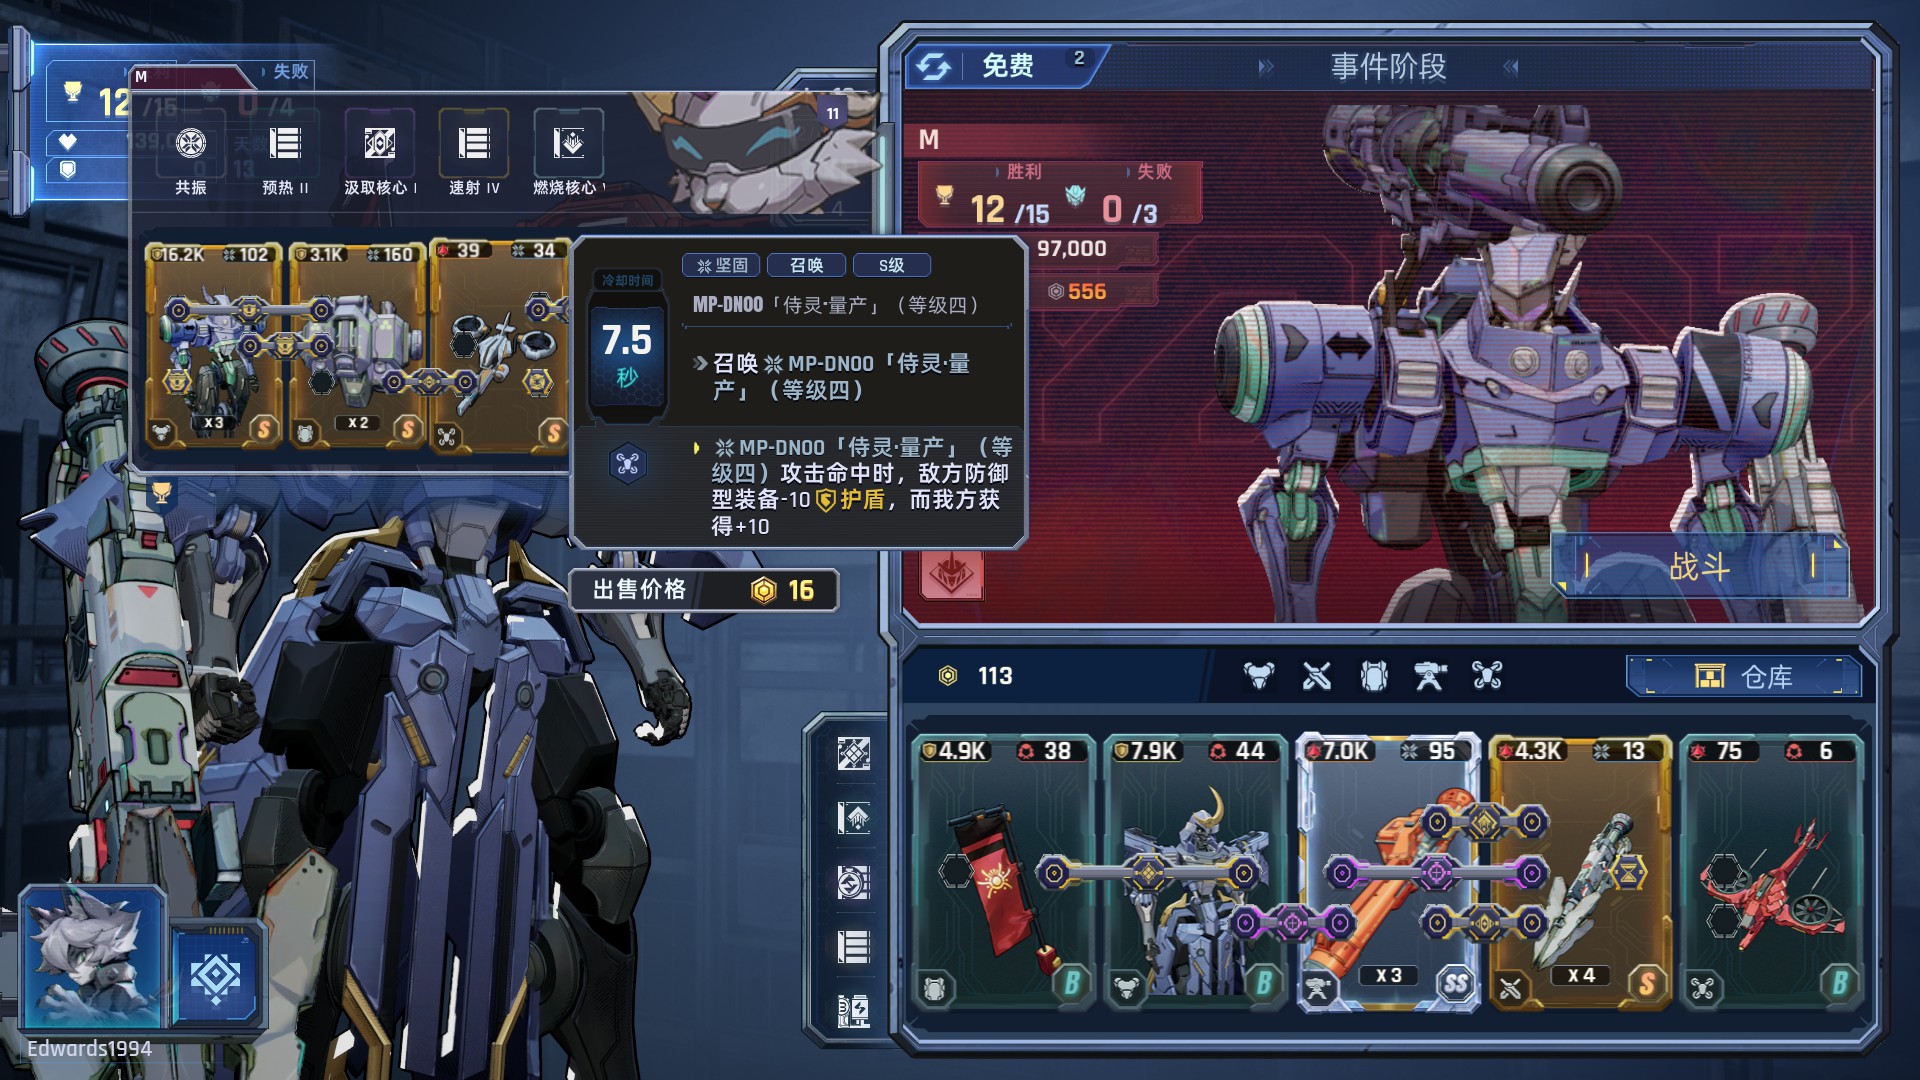 免费 2
事件阶段
M
失败
12 /15
0 /4
11
共振
预热 II
汲取核心 I
速射 IV
燃烧核心
16.2K 102
3.1K 160
39 34
x3
S
x2
S
S
坚固
召唤
S级
冷却时间
7.5
秒
MP-DN00「侍灵·量产」（等级四）
召唤 MP-DN00「侍灵·量
产」（等级四）
MP-DN00「侍灵·量产」（等
级四）攻击命中时，敌方防御
型装备-10 护盾，而我方获
得+10
出售价格 16
M
胜利
失败
12 /15
0 /3
97,000
556
战斗
113
仓库
4.9K 38
7.9K 44
7.0K 95
4.3K 13
75 6
B
B
x3
SS
x4
S
B
Edwards1994